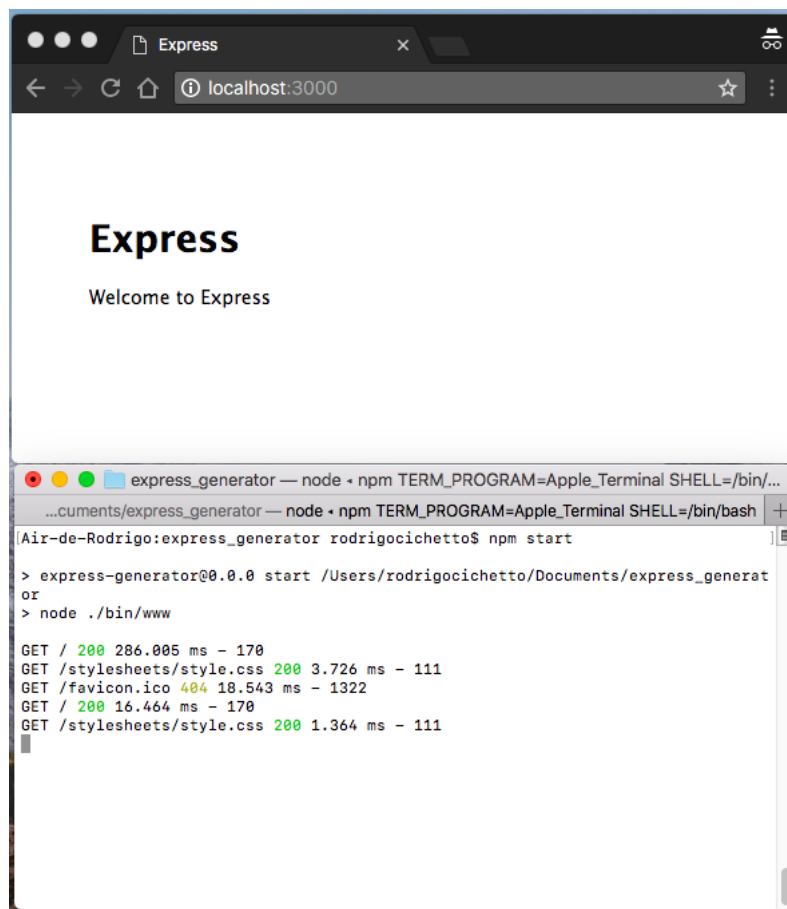 Express
localhost:3000
Express
Welcome to Express
express_generator — node ◂ npm TERM_PROGRAM=Apple_Terminal SHELL=/bin/...
...cuments/express_generator — node ◂ npm TERM_PROGRAM=Apple_Terminal SHELL=/bin/bash
[Air-de-Rodrigo:express_generator rodrigocichetto$ npm start ]
> express-generator@0.0.0 start /Users/rodrigocichetto/Documents/express_generat
or
> node ./bin/www
GET / 200 286.005 ms - 170
GET /stylesheets/style.css 200 3.726 ms - 111
GET /favicon.ico 404 18.543 ms - 1322
GET / 200 16.464 ms - 170
GET /stylesheets/style.css 200 1.364 ms - 111